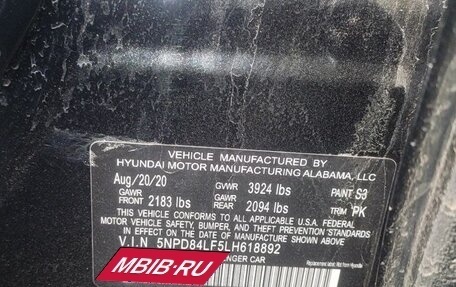 VEHICLE MANUFACTURED BY
HYUNDAI MOTOR MANUFACTURING ALABAMA, LLC
Aug/20/20 GVWR 3924 lbs PAINT S3
GAWR FRONT 2183 lbs GAWR REAR 2094 lbs TRIM PK
THIS VEHICLE CONFORMS TO ALL APPLICABLE U.S.A. FEDERAL
MOTOR VEHICLE SAFETY, BUMPER, AND THEFT PREVENTION
STANDARDS IN EFFECT ON THE DATE OF MANUFACTURE SHOWN ABOVE.
V.I.N 5NPD84LF5LH618892
ENGER CAR
MBIB·RU